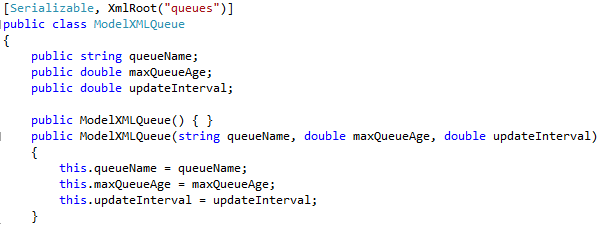 [Serializable, XmlRoot("queues")]
public class ModelXMLQueue
{
    public string queueName;
    public double maxQueueAge;
    public double updateInterval;

    public ModelXMLQueue() { }
    public ModelXMLQueue(string queueName, double maxQueueAge, double updateInterval)
    {
        this.queueName = queueName;
        this.maxQueueAge = maxQueueAge;
        this.updateInterval = updateInterval;
    }